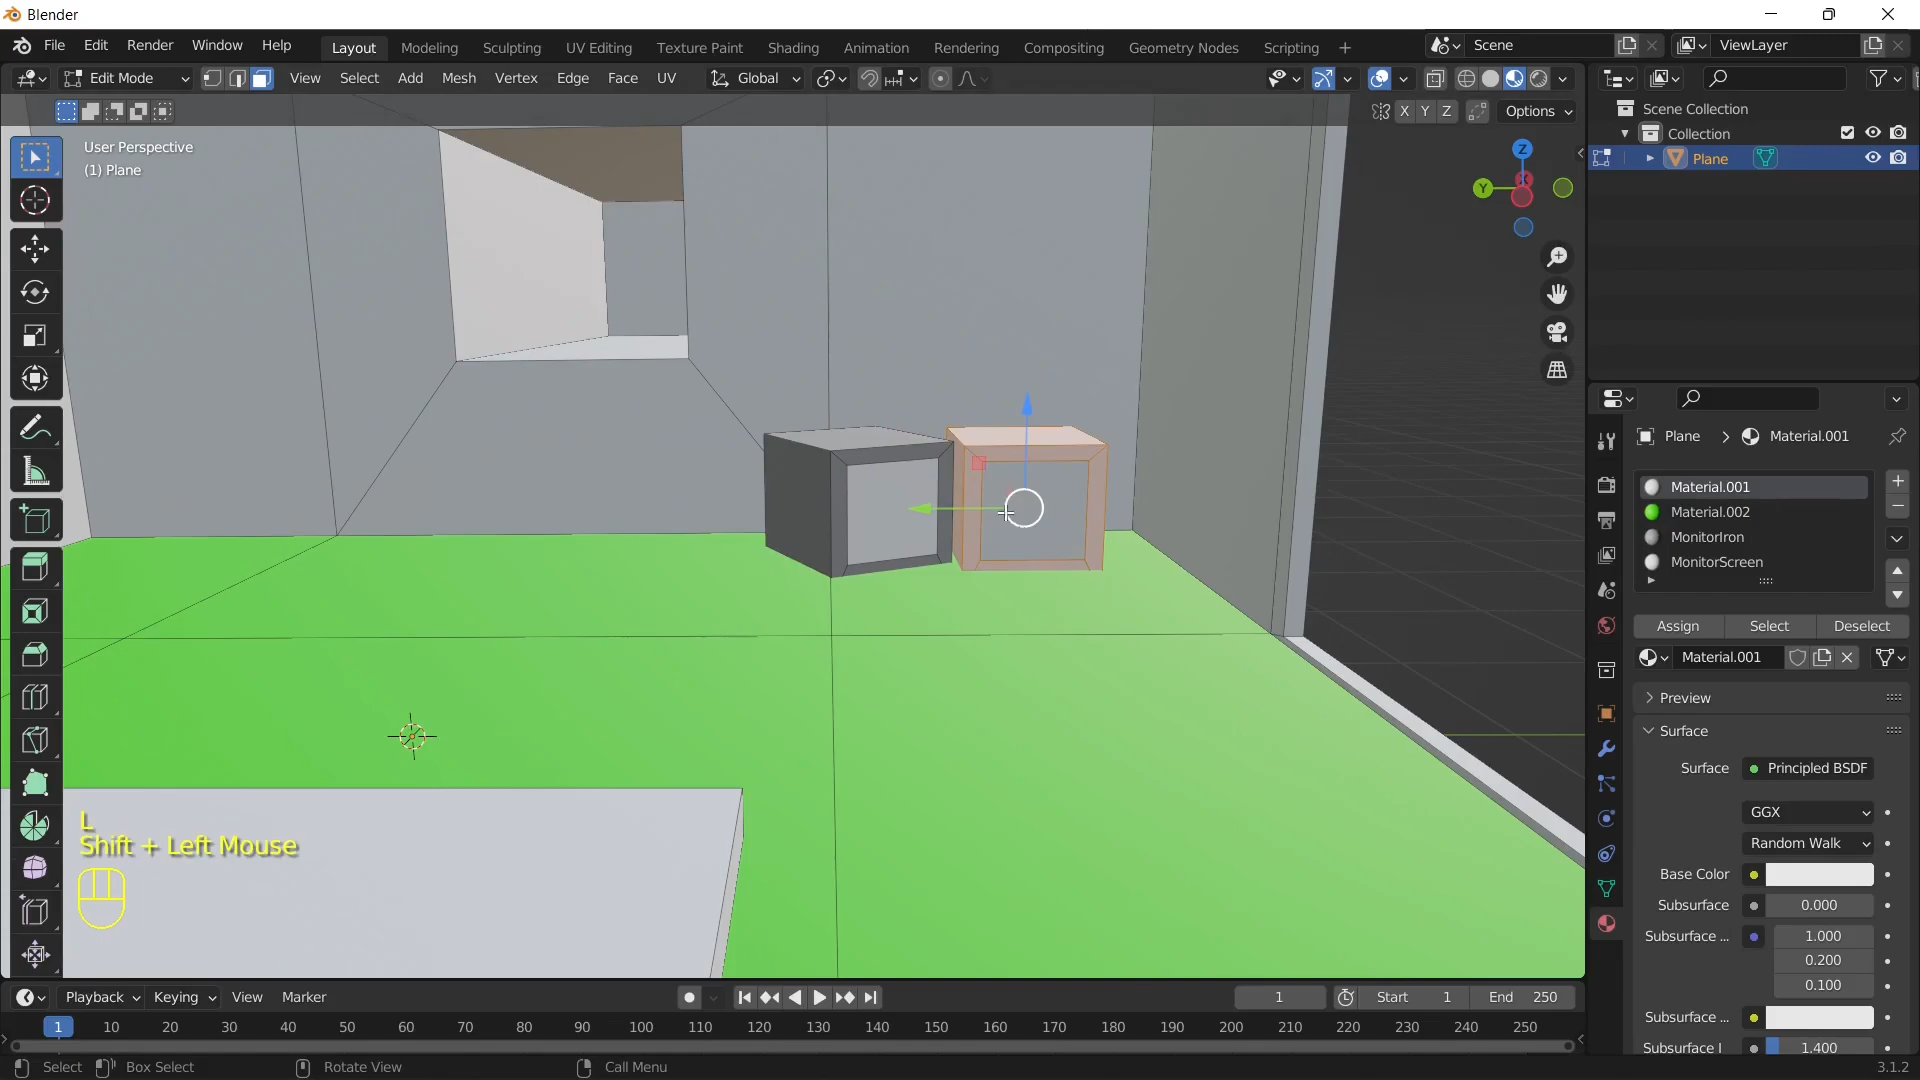 Blender
File Edit Render Window Help Layout Modeling Sculpting UV Editing Texture Paint Shading Animation Rendering Compositing Geometry Nodes Scripting + Scene ViewLayer
Edit Mode View Select Add Mesh Vertex Edge Face UV Global
X Y Z Options
Scene Collection
Collection
Plane
User Perspective
(1) Plane
Z
Y
Plane > Material.001
Material.001
Material.002
MonitorIron
MonitorScreen
Assign Select Deselect
Material.001
Preview
Surface
Surface Principled BSDF
GGX
Random Walk
Base Color
Subsurface 0.000
Subsurface ... 1.000
0.200
0.100
Subsurface ...
Subsurface I 1.400
L
Shift + Left Mouse
Playback Keying View Marker 1 Start 1 End 250
1 10 20 30 40 50 60 70 80 90 100 110 120 130 140 150 160 170 180 190 200 210 220 230 240 250
Select Box Select Rotate View Call Menu 3.1.2